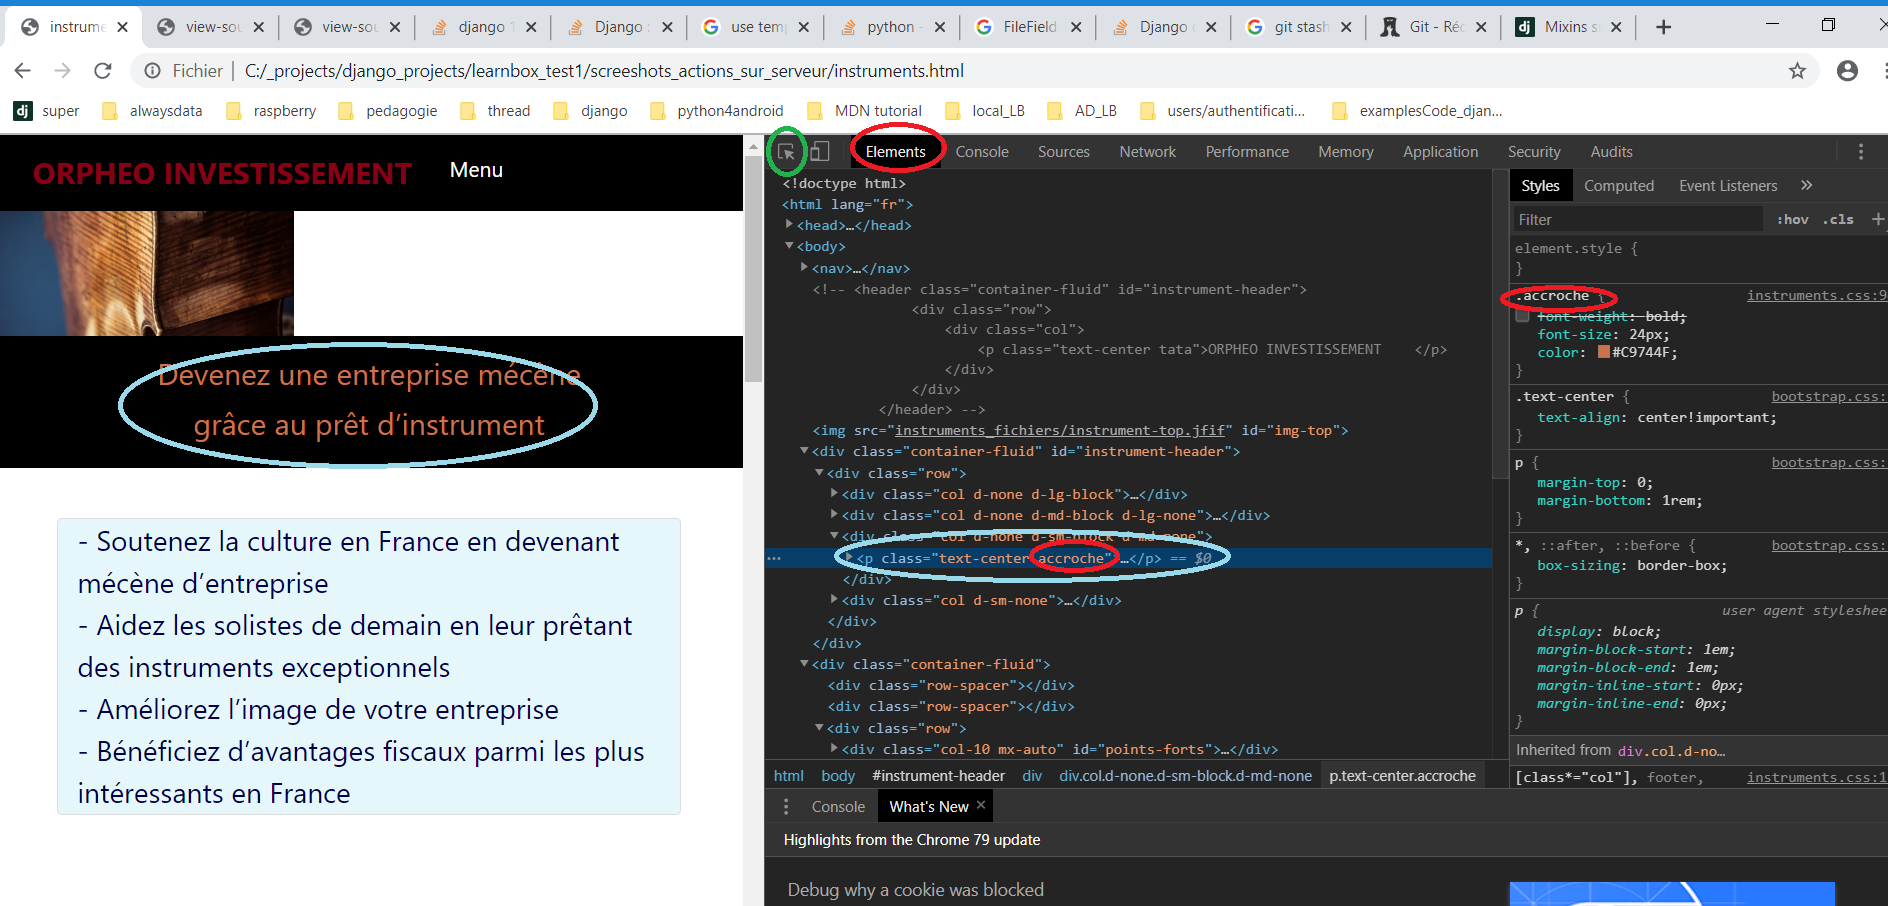 instrume
view-sou
view-sou
django 1
Django :
use temp
python -
FileField
Django
git stash
Git - Réc
Mixins s
Fichier
C:/_projects/django_projects/learnbox_test1/screeshots_actions_sur_serveur/instruments.html
super
alwaysdata
raspberry
pedagogie
thread
django
python4android
MDN tutorial
local_LB
AD_LB
users/authentificati...
examplesCode_djan...
ORPHEO INVESTISSEMENT
Menu
Devenez une entreprise mécène
grâce au prêt d’instrument
- Soutenez la culture en France en devenant
mécène d’entreprise
- Aidez les solistes de demain en leur prêtant
des instruments exceptionnels
- Améliorez l’image de votre entreprise
- Bénéficiez d’avantages fiscaux parmi les plus
intéressants en France
Elements
Console
Sources
Network
Performance
Memory
Application
Security
Audits
<!doctype html>
<html lang="fr">
<head>…</head>
<body>
<nav>…</nav>
<!-- <header class="container-fluid" id="instrument-header">
<div class="row">
<div class="col">
<p class="text-center tata">ORPHEO INVESTISSEMENT    </p>
</div>
</div>
</header> -->
<img src="instruments_fichiers/instrument-top.jfif" id="img-top">
<div class="container-fluid" id="instrument-header">
<div class="row">
<div class="col d-none d-lg-block">…</div>
<div class="col d-none d-md-block d-lg-none">…</div>
<div class="col d-none d-sm-block d-md-none">
<p class="text-center accroche">…</p> == $0
</div>
<div class="col d-sm-none">…</div>
</div>
</div>
<div class="container-fluid">
<div class="row-spacer"></div>
<div class="row-spacer"></div>
<div class="row">
<div class="col-10 mx-auto" id="points-forts">…</div>
html
body
#instrument-header
div
div.col.d-none.d-sm-block.d-md-none
p.text-center.accroche
Styles
Computed
Event Listeners
»
Filter
:hov
.cls
+
element.style {
}
.accroche {
instruments.css:9
font-weight: bold;
font-size: 24px;
color: #C9744F;
}
.text-center {
bootstrap.css:
text-align: center!important;
}
p {
bootstrap.css:
margin-top: 0;
margin-bottom: 1rem;
}
*, ::after, ::before {
bootstrap.css:
box-sizing: border-box;
}
p {
user agent styleshee
display: block;
margin-block-start: 1em;
margin-block-end: 1em;
margin-inline-start: 0px;
margin-inline-end: 0px;
}
Inherited from div.col.d-no…
[class*="col"], footer,
instruments.css:1
Console
What's New
Highlights from the Chrome 79 update
Debug why a cookie was blocked